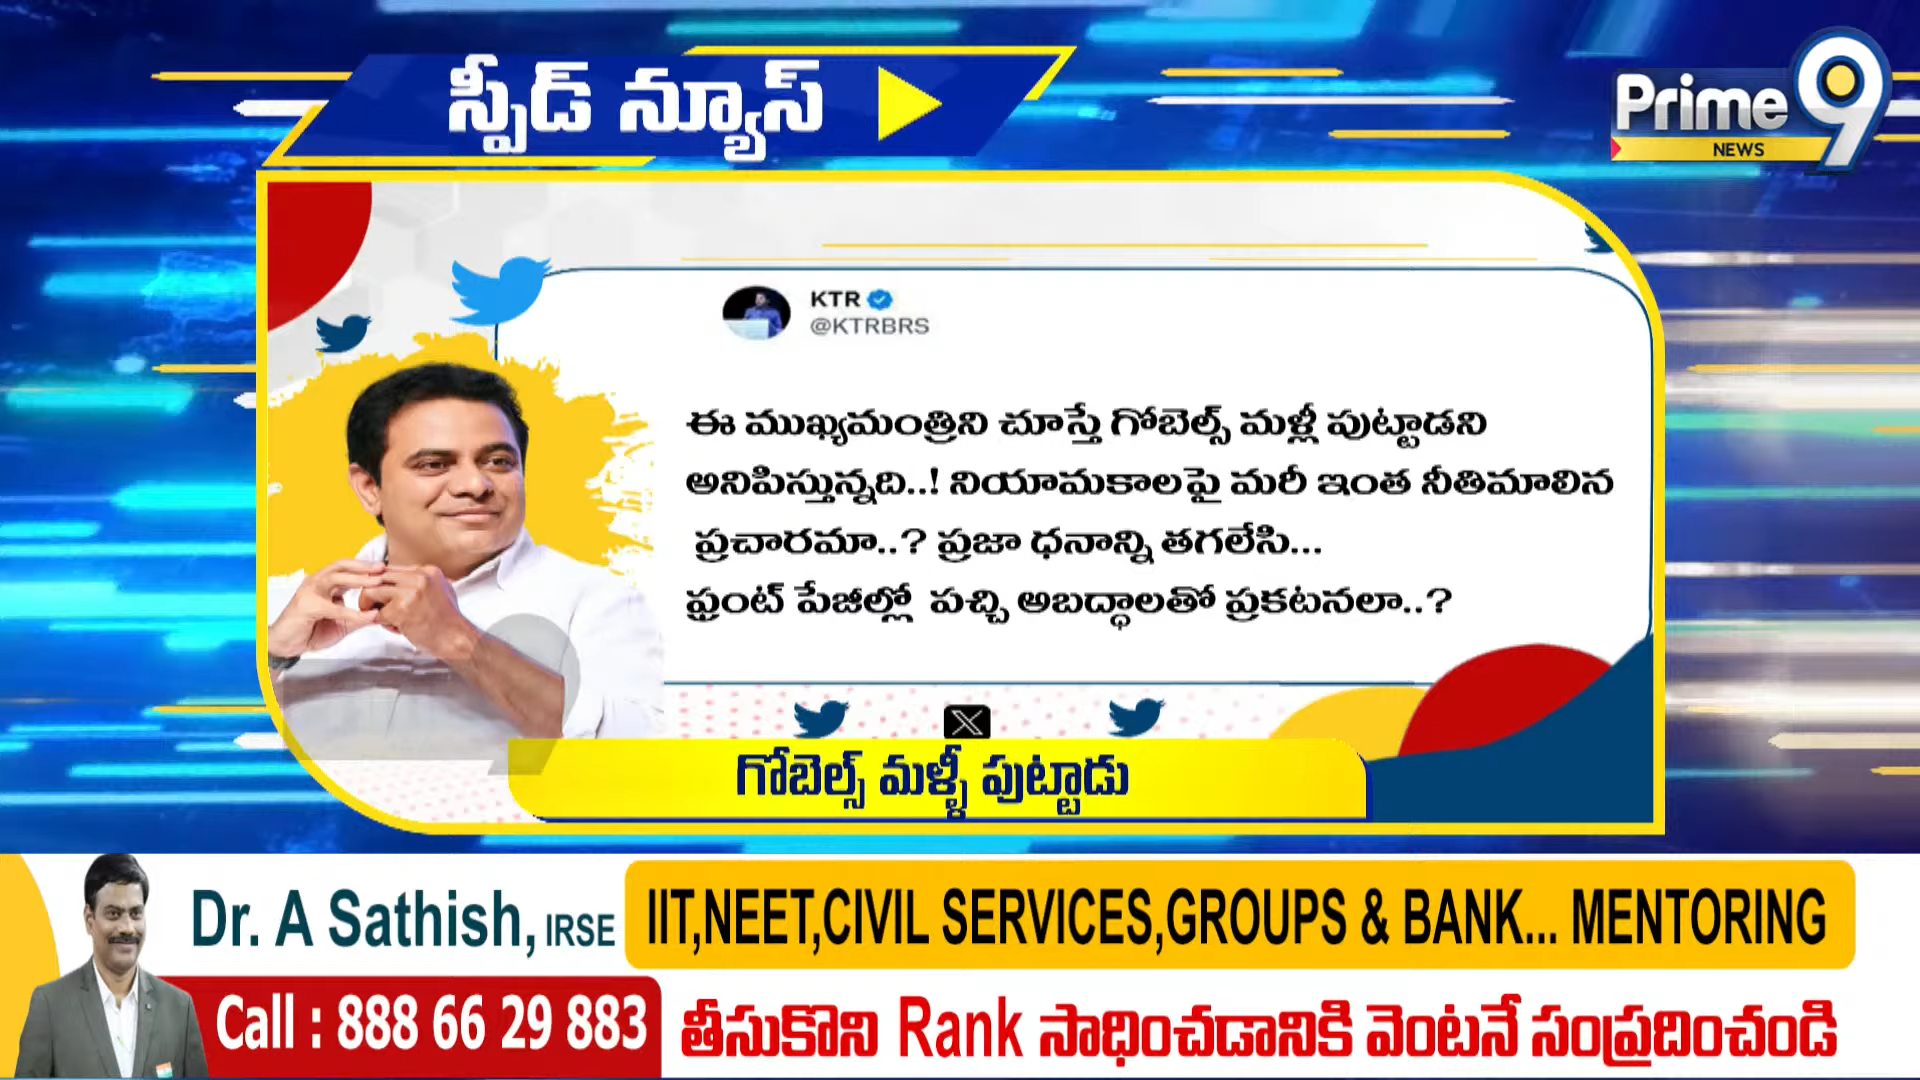 స్పీడ్ న్యూస్
Prime 9
NEWS
KTR
@KTRBRS
ఈ ముఖ్యమంత్రిని చూస్తే గోబెల్స్ మళ్లీ పుట్టాడని
అనిపిస్తున్నది..! నియామకాలపై మరీ ఇంత నీతిమాలిన
ప్రచారమా..? ప్రజా ధనాన్ని తగలేసి...
ఫ్రంట్ పేజీల్లో పచ్చి అబద్ధాలతో ప్రకటనలా..?
గోబెల్స్ మళ్ళీ పుట్టాడు
Dr. A Sathish, IRSE
IIT,NEET,CIVIL SERVICES,GROUPS & BANK... MENTORING
Call : 888 66 29 883
తీసుకొని Rank సాధించడానికి వెంటనే సంప్రదించండి